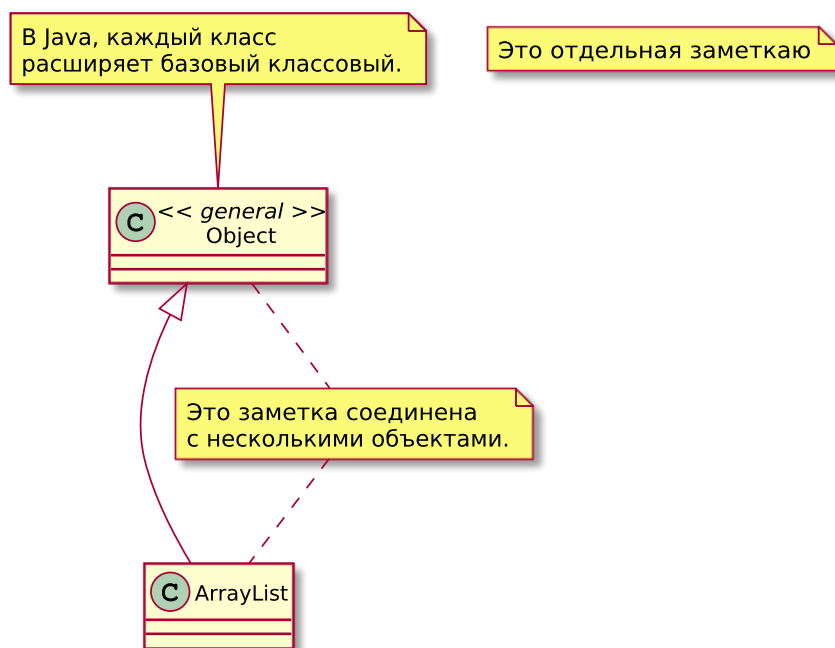 В Java, каждый класс
расширяет базовый классовый.
Это отдельная заметкаю
C
<< general >>
Object
Это заметка соединена
с несколькими объектами.
C ArrayList